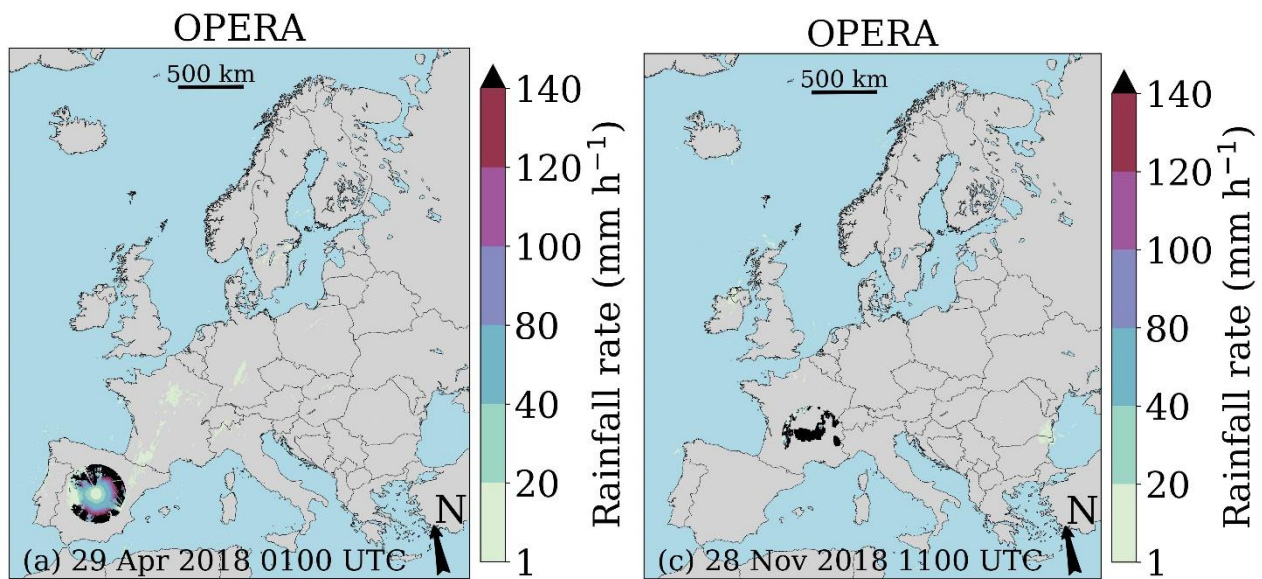 OPERA
500 km
140
120
100
80
40
20
1
Rainfall rate (mm h⁻¹)
N
(a) 29 Apr 2018 0100 UTC
OPERA
500 km
140
120
100
80
40
20
1
Rainfall rate (mm h⁻¹)
N
(c) 28 Nov 2018 1100 UTC